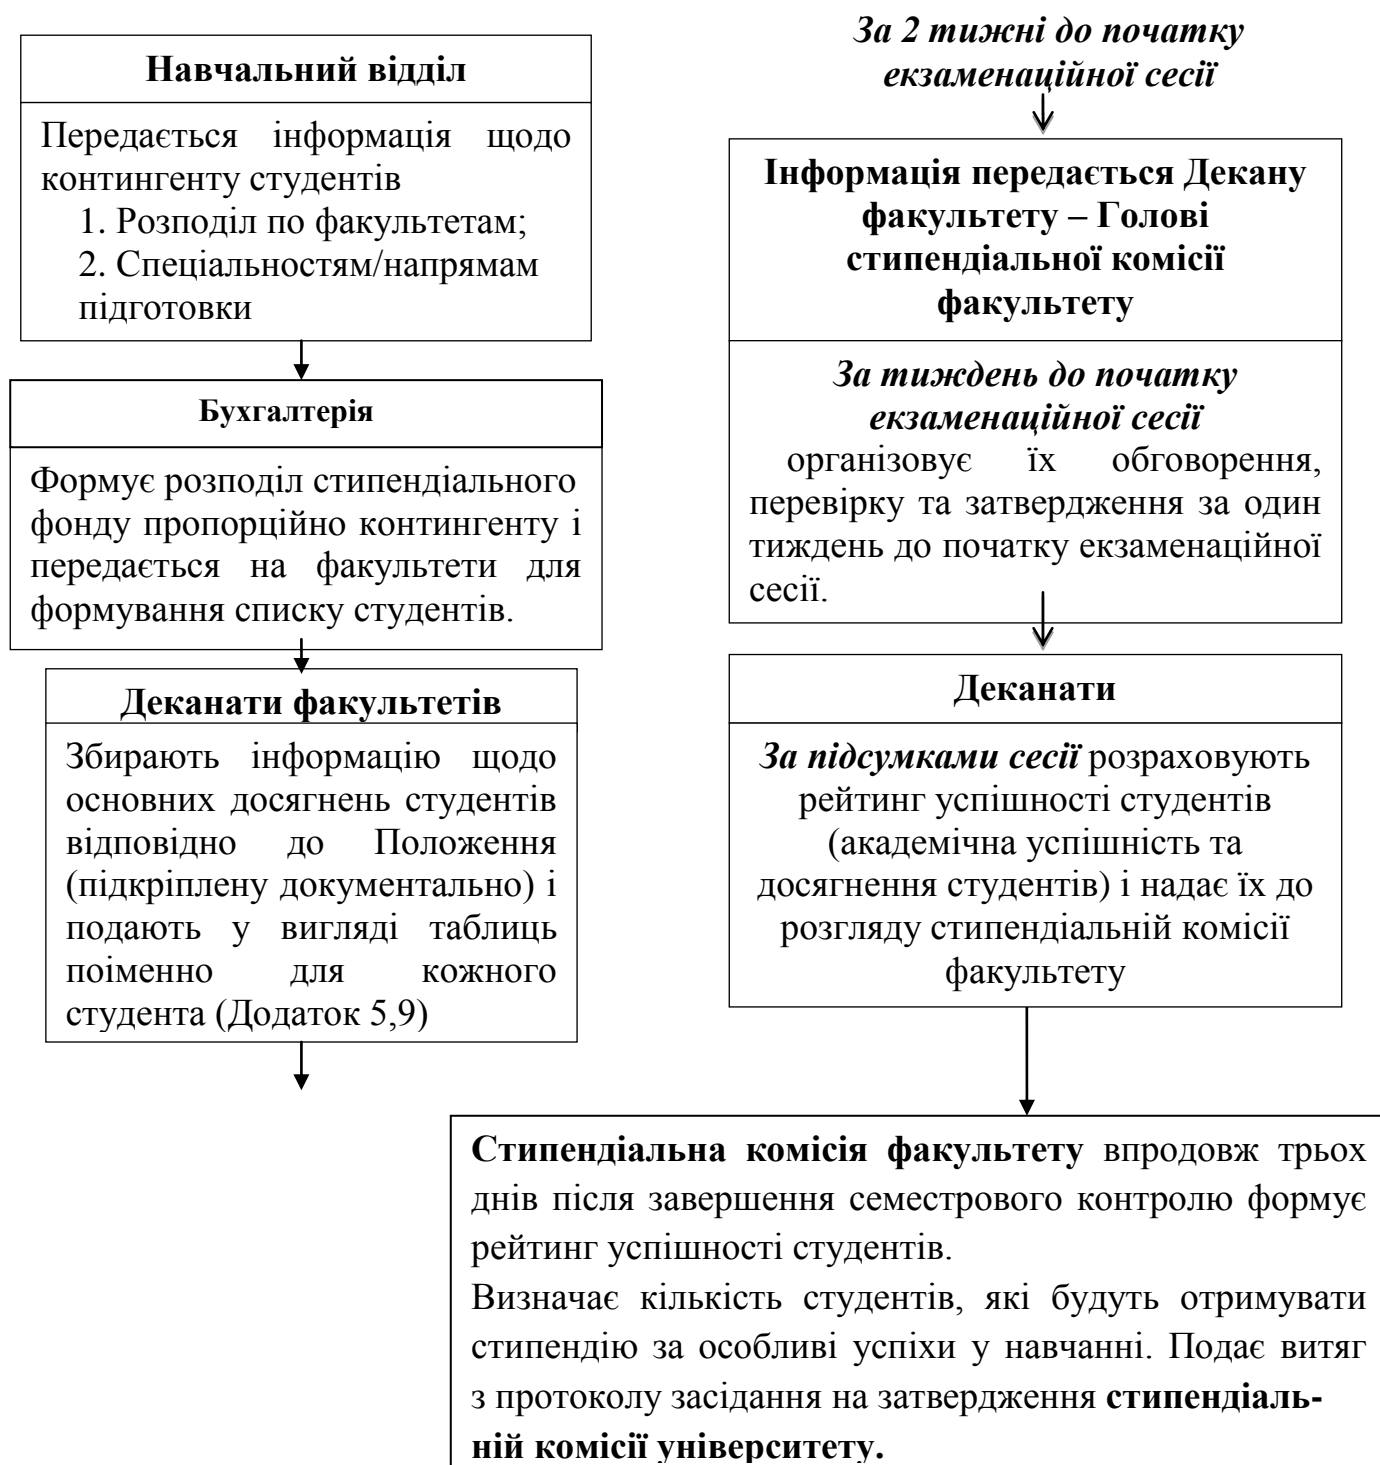 Навчальний відділ
Передається інформація щодо
контингенту студентів
1. Розподіл по факультетам;
2. Спеціальностям/напрямам
підготовки
Бухгалтерія
Формує розподіл стипендіального
фонду пропорційно контингенту і
передається на факультети для
формування списку студентів.
Деканати факультетів
Збирають інформацію щодо
основних досягнень студентів
відповідно до Положення
(підкріплену документально) і
подають у вигляді таблиць
поіменно для кожного
студента (Додаток 5,9)
За 2 тижні до початку
екзаменаційної сесії
Інформація передається Декану
факультету – Голові
стипендіальної комісії
факультету
За тиждень до початку
екзаменаційної сесії
організовує їх обговорення,
перевірку та затвердження за один
тиждень до початку екзаменаційної
сесії.
Деканати
За підсумками сесії розраховують
рейтинг успішності студентів
(академічна успішність та
досягнення студентів) і надає їх до
розгляду стипендіальній комісії
факультету
Стипендіальна комісія факультету впродовж трьох
днів після завершення семестрового контролю формує
рейтинг успішності студентів.
Визначає кількість студентів, які будуть отримувати
стипендію за особливі успіхи у навчанні. Подає витяг
з протоколу засідання на затвердження стипендіаль-
ній комісії університету.